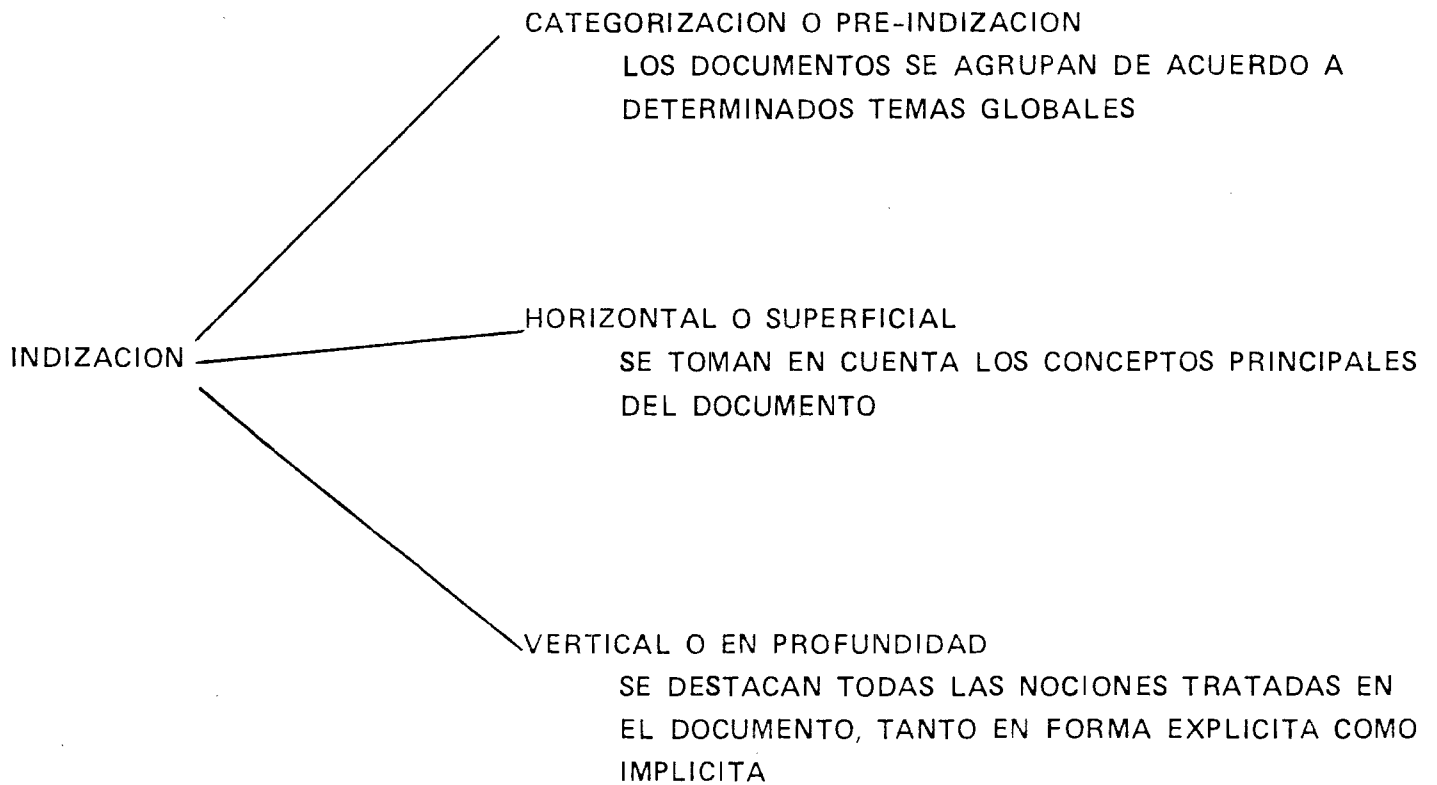 CATEGORIZACION O PRE-INDIZACION
LOS DOCUMENTOS SE AGRUPAN DE ACUERDO A
DETERMINADOS TEMAS GLOBALES
INDIZACION
HORIZONTAL O SUPERFICIAL
SE TOMAN EN CUENTA LOS CONCEPTOS PRINCIPALES
DEL DOCUMENTO
VERTICAL O EN PROFUNDIDAD
SE DESTACAN TODAS LAS NOCIONES TRATADAS EN
EL DOCUMENTO, TANTO EN FORMA EXPLICITA COMO
IMPLICITA